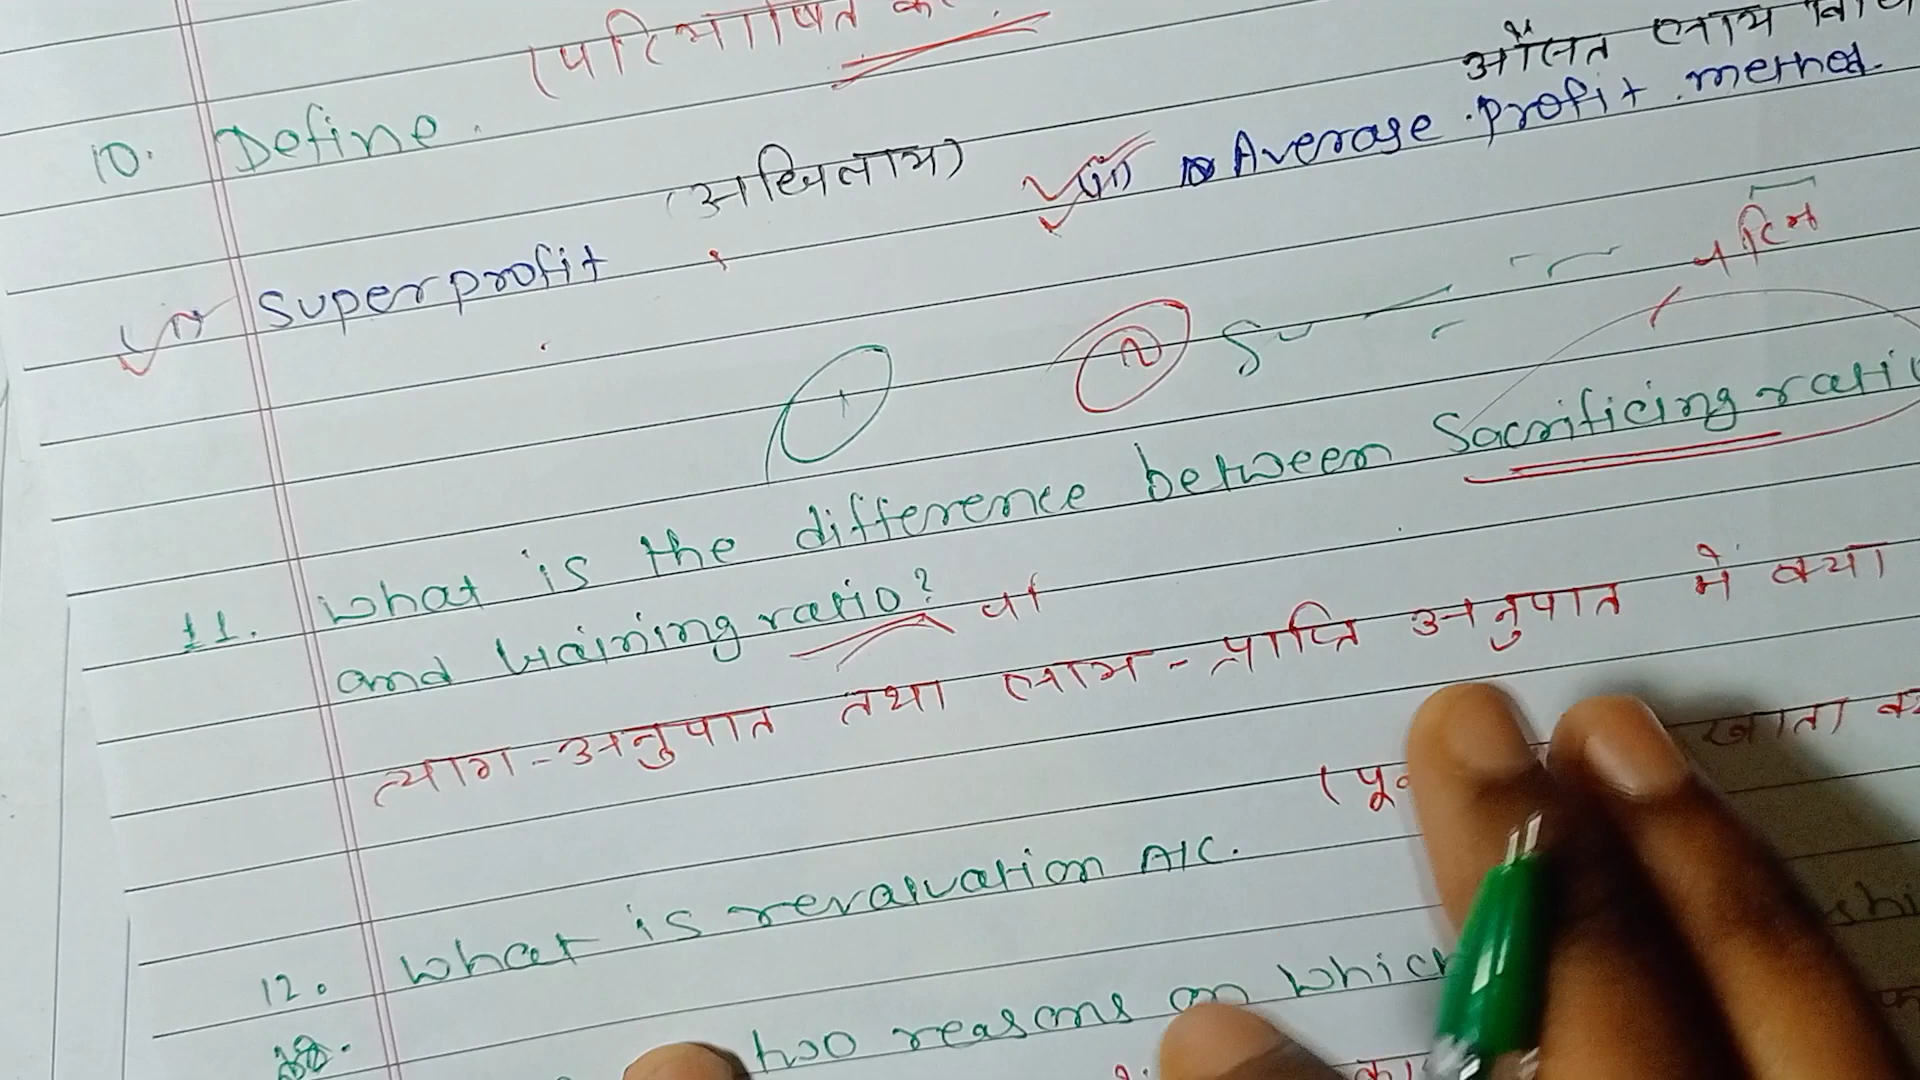 (परिभाषित क
औसत लाभ
10. Define.
(अधिलाभ)
(ii) Average profit method.
(i) Superprofit
11. What is the difference between Sacrificing ratio
and Gaining ratio?
त्याग-अनुपात तथा लाभ-प्राप्ति अनुपात में क्या
खाता
12. What is revaluation A/C.
two reasons on which